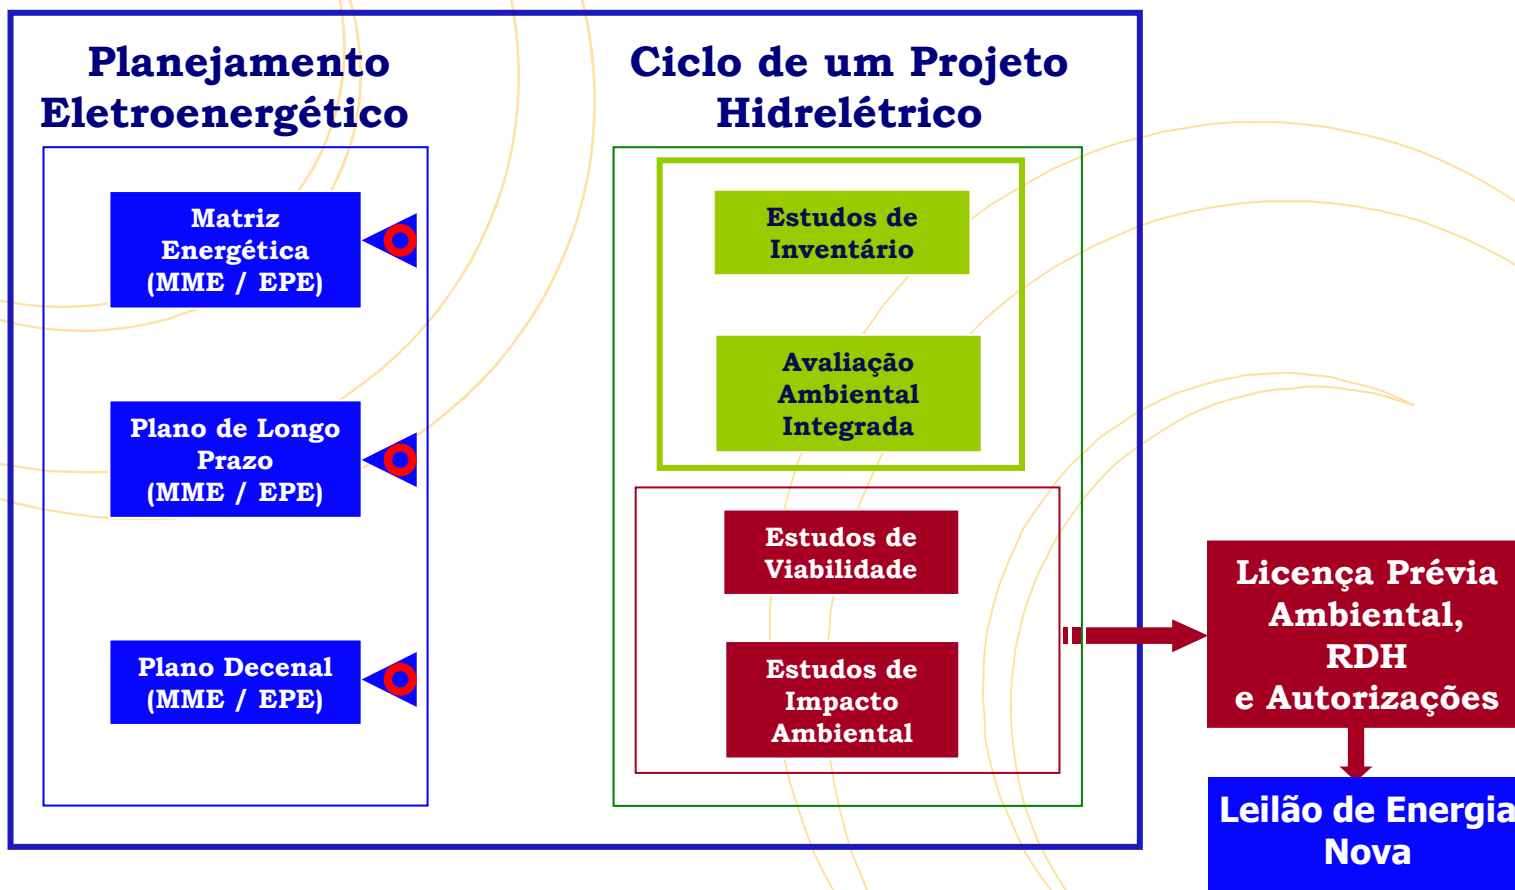 Planejamento
Eletroenergético
Matriz
Energética
(MME / EPE)
Plano de Longo
Prazo
(MME / EPE)
Plano Decenal
(MME / EPE)
Ciclo de um Projeto
Hidrelétrico
Estudos de
Inventário
Avaliação
Ambiental
Integrada
Estudos de
Viabilidade
Estudos de
Impacto
Ambiental
Licença Prévia
Ambiental,
RDH
e Autorizações
Leilão de Energia
Nova